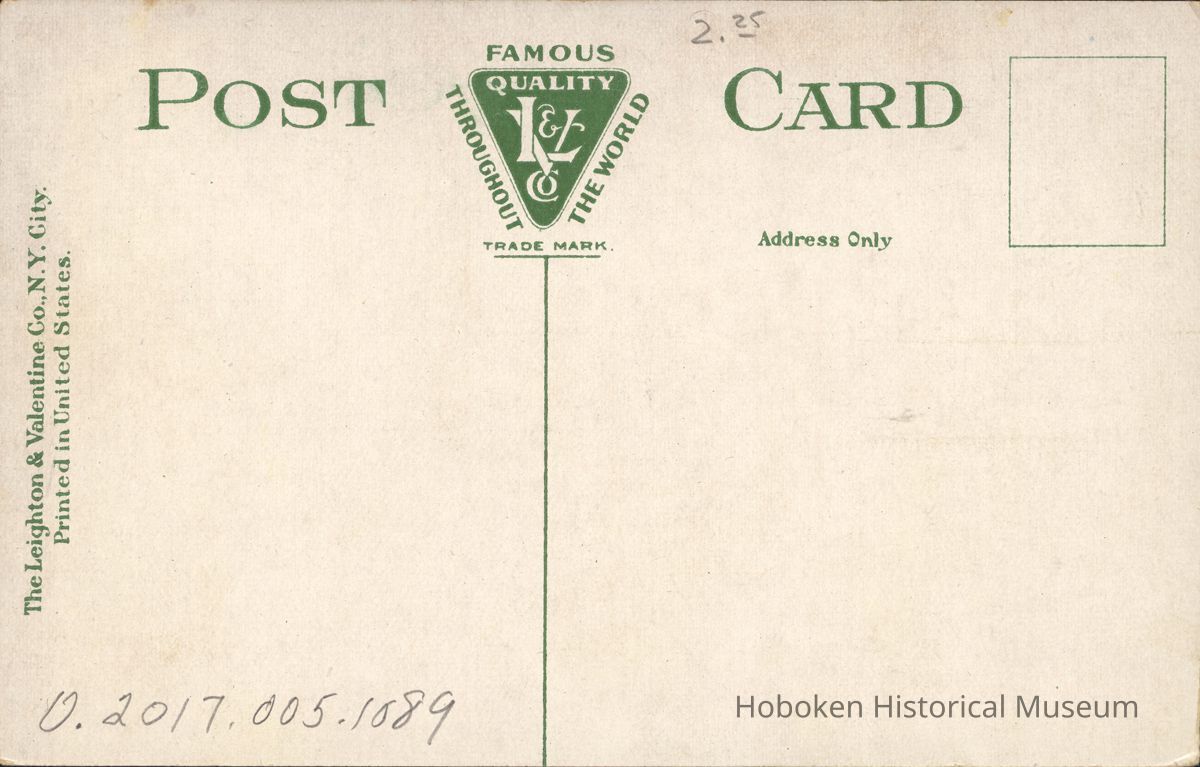 2.25
FAMOUS
POST
QUALITY
CARD
L & V Co
THROUGHOUT
THE WORLD
TRADE MARK.
Address Only
The Leighton & Valentine Co., N.Y. City.
Printed in United States.
0.2017.005.1089
Hoboken Historical Museum